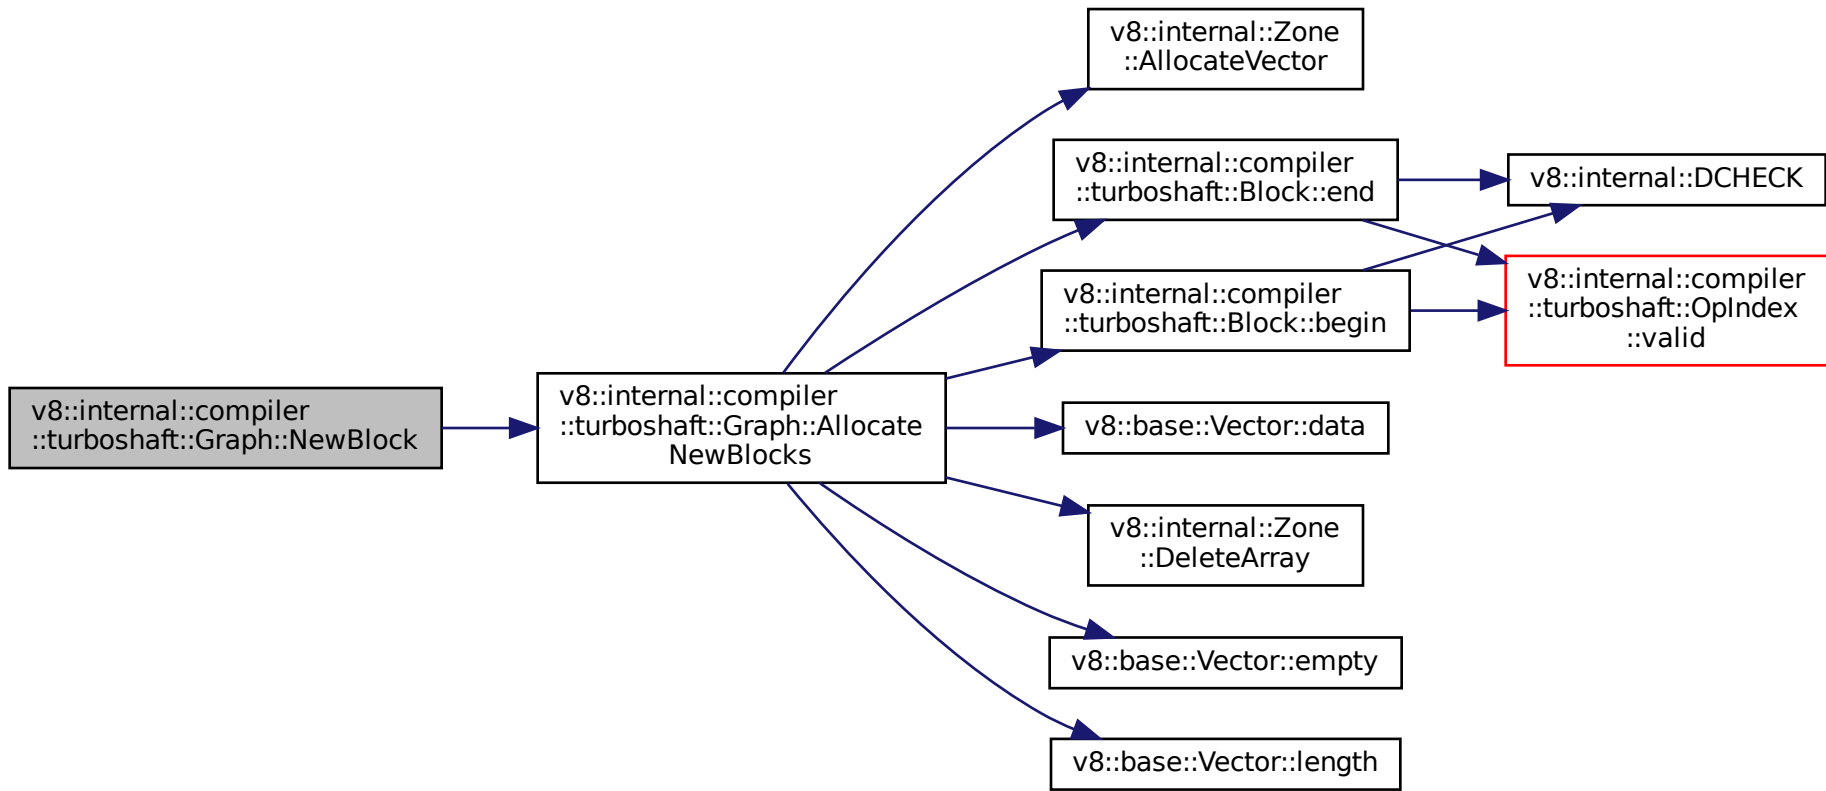 v8::internal::compiler
::turboshaft::Graph::NewBlock
v8::internal::compiler
::turboshaft::Graph::Allocate
NewBlocks
v8::internal::Zone
::AllocateVector
v8::internal::compiler
::turboshaft::Block::end
v8::internal::compiler
::turboshaft::Block::begin
v8::base::Vector::data
v8::internal::Zone
::DeleteArray
v8::base::Vector::empty
v8::base::Vector::length
v8::internal::DCHECK
v8::internal::compiler
::turboshaft::OpIndex
::valid